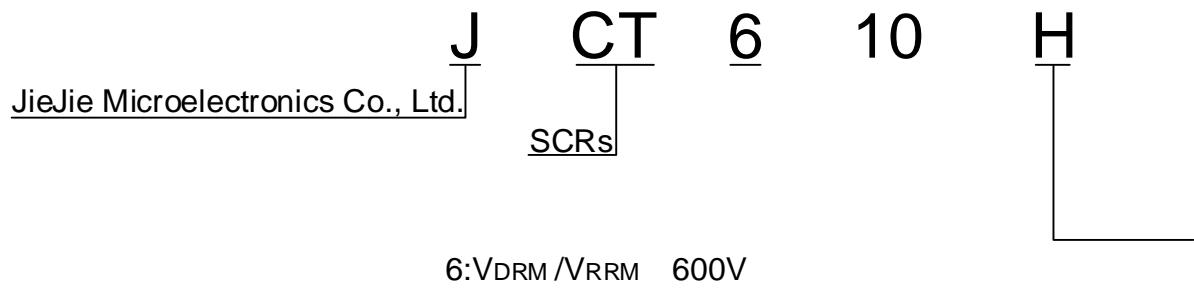 J CT 6 10 H
JieJie Microelectronics Co., Ltd.
SCRs
6:VDRM /VRRM 600V